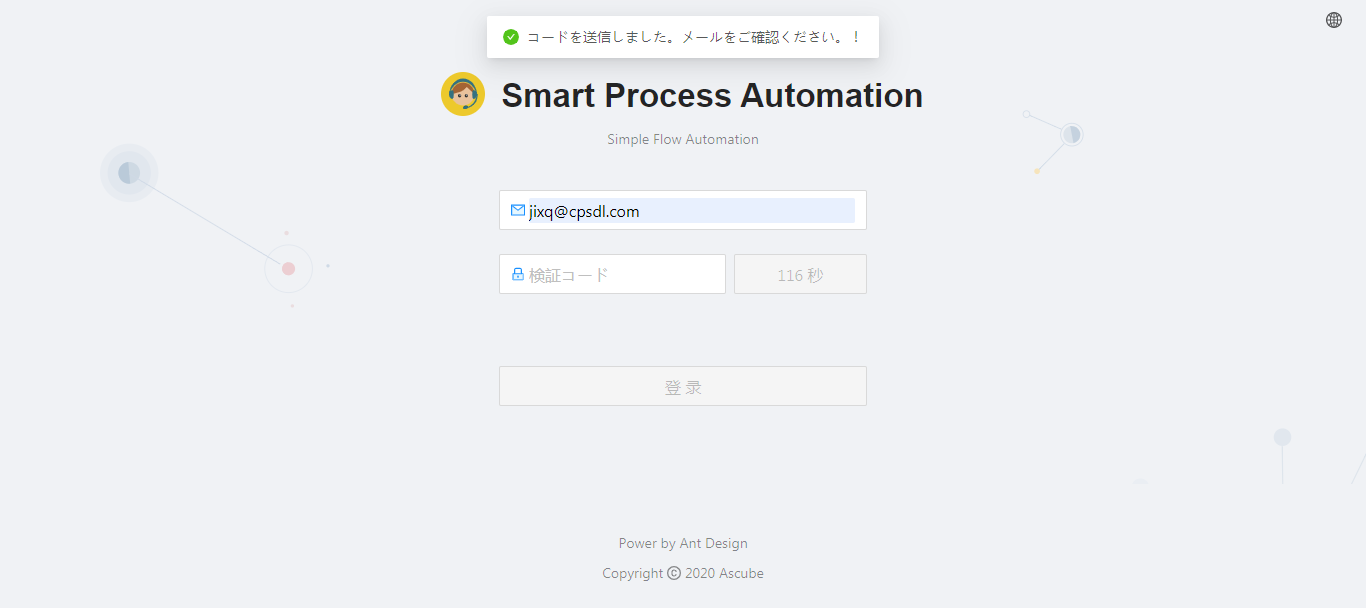 コードを送信しました。メールをご確認ください。！
Smart Process Automation
Simple Flow Automation
jixq@cpsdl.com
検証コード
116 秒
登 录
Power by Ant Design
Copyright © 2020 Ascube